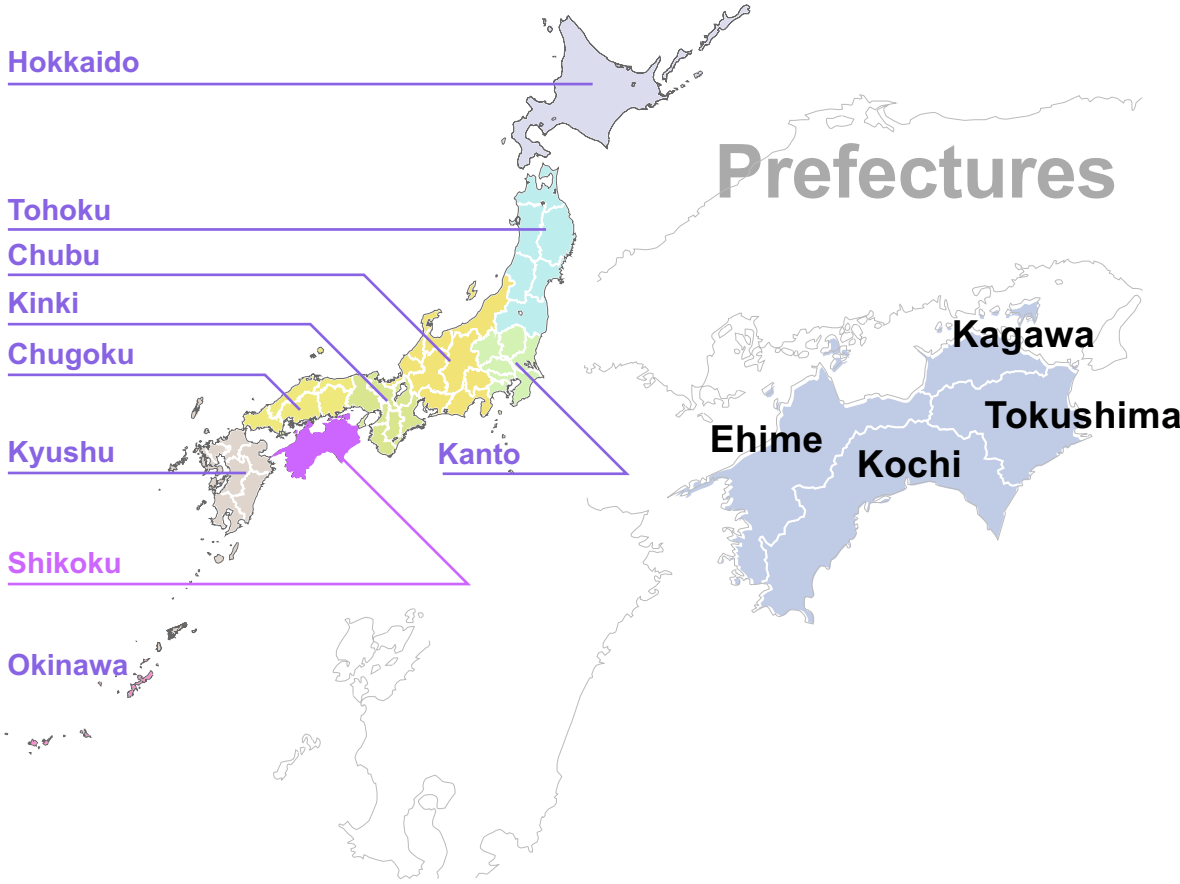 Hokkaido
Prefectures
Tohoku
Chubu
Kinki
Chugoku
Kyushu
Kanto
Shikoku
Okinawa
Kagawa
Tokushima
Ehime
Kochi